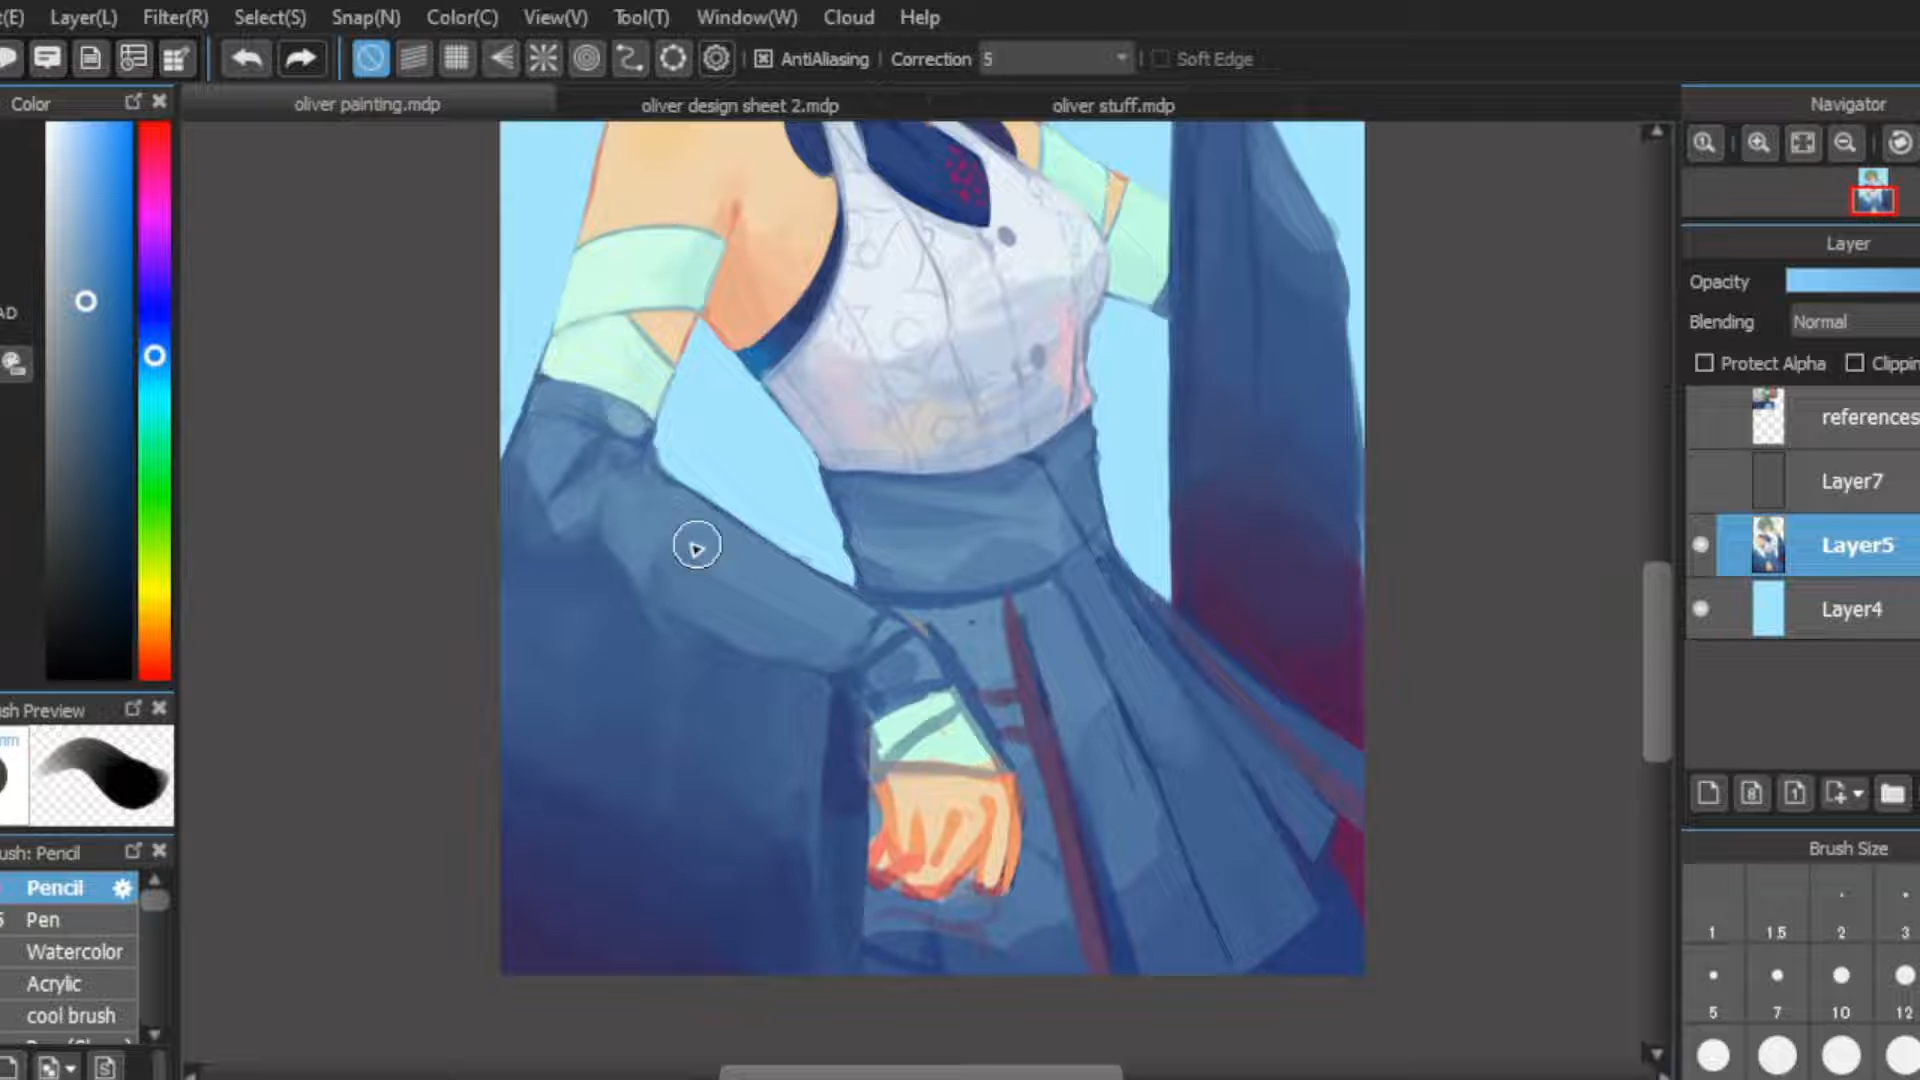 (E) Layer(L) Filter(R) Select(S) Snap(N) Color(C) View(V) Tool(T) Window(W) Cloud Help
AntiAliasing Correction 5 Soft Edge
Color
oliver painting.mdp oliver design sheet 2.mdp oliver stuff.mdp
Navigator
Layer
Opacity
AD
Blending Normal
Protect Alpha Clippin
references
Layer7
Layer5
Layer4
sh Preview
mm
ush: Pencil
Pencil
5 Pen
Watercolor
Acrylic
cool brush
Brush Size
1 1.5 2 3
5 7 10 12